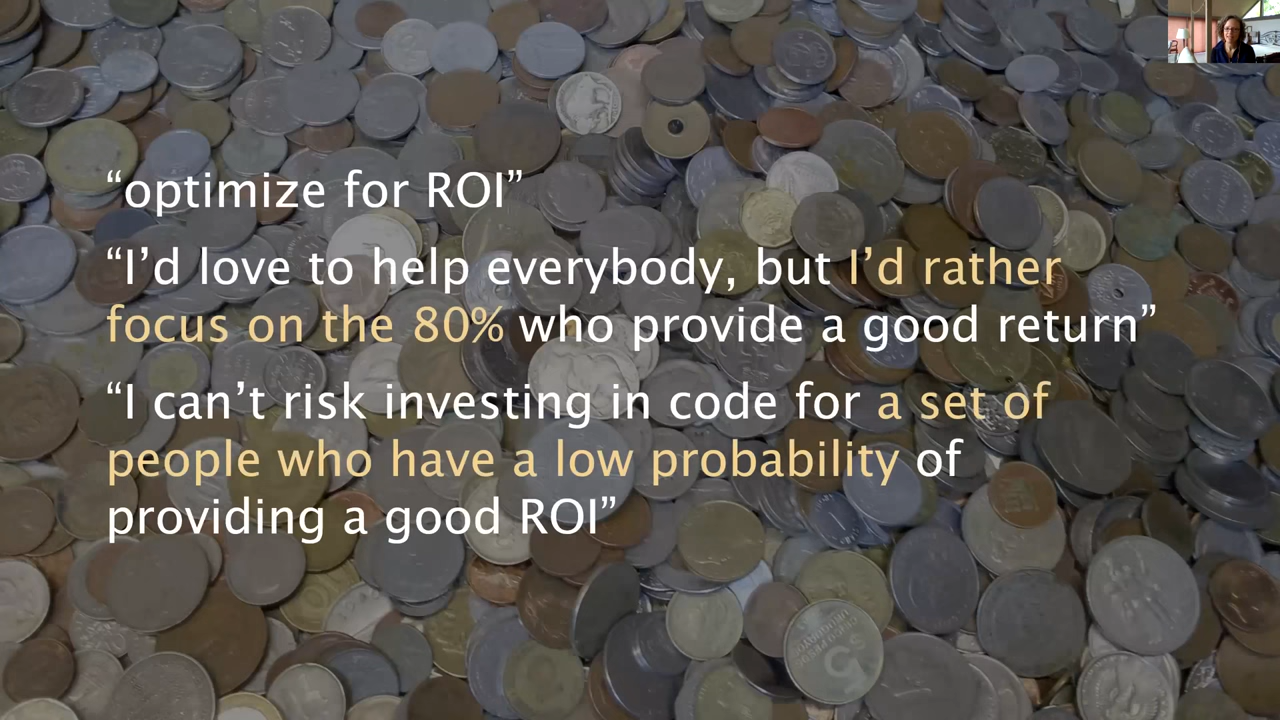 “optimize for ROI”
“I’d love to help everybody, but I’d rather
focus on the 80% who provide a good return”
“I can’t risk investing in code for a set of
people who have a low probability of
providing a good ROI”